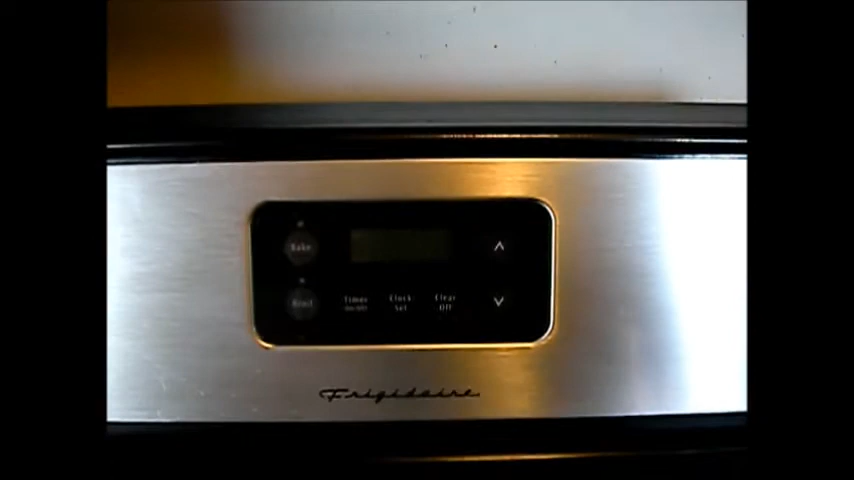 Bake
Broil
Timer
on/off
Clock
set
Clear
Off
Frigidaire